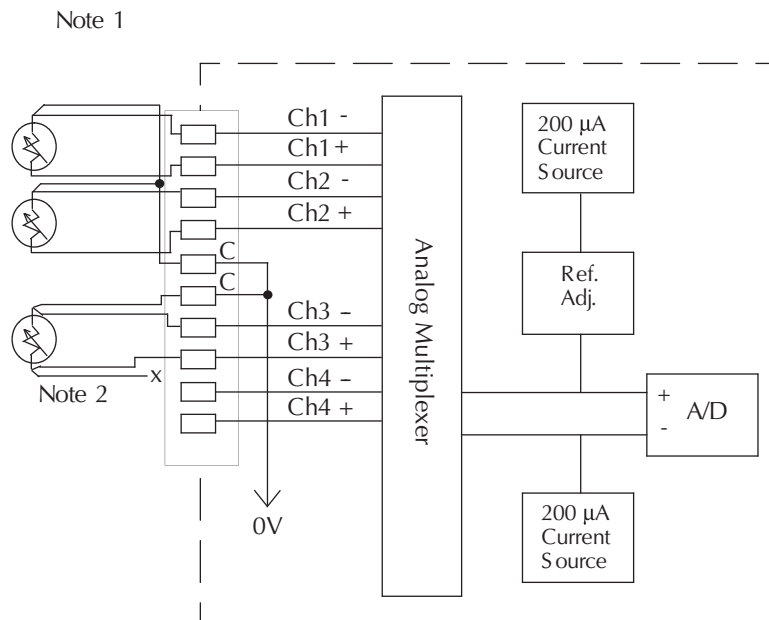 Note 1
Ch1 -
Ch1 +
Ch2 -
Ch2 +
C
C
Ch3 –
Ch3 +
x
Note 2
Ch4 –
Ch4 +
0V
Analog Multiplexer
200 µA
Current
Source
Ref.
Adj.
+
-
A/D
200 µA
Current
Source